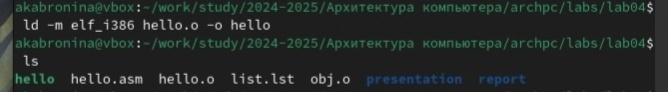 akabronina@vbox:~/work/study/2024-2025/Архитектура компьютера/archpc/labs/lab04$
ld -m elf_i386 hello.o -o hello
akabronina@vbox:~/work/study/2024-2025/Архитектура компьютера/archpc/labs/lab04$
ls
hello  hello.asm  hello.o  list.lst  obj.o  presentation  report